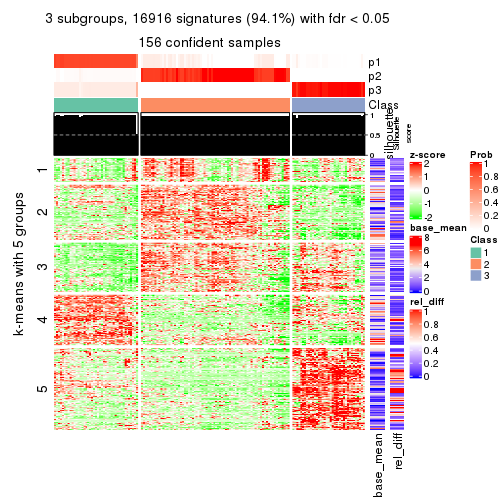 3 subgroups, 16916 signatures (94.1%) with fdr < 0.05
156 confident samples
p1
p2
p3
Class
silhouette
Silhouette
score
1
0.5
0
k-means with 5 groups
1
2
3
4
5
base_mean
rel_diff
z-score
2
1
0
-1
-2
base_mean
8
6
4
2
0
rel_diff
1
0.8
0.6
0.4
0.2
0
Prob
1
0.8
0.6
0.4
0.2
0
Class
1
2
3